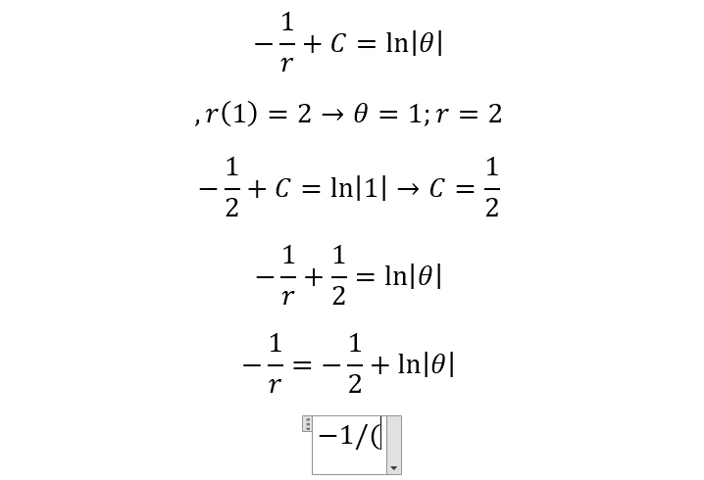 −1/r + C = ln|θ|
, r(1) = 2 → θ = 1; r = 2
−1/2 + C = ln|1| → C = 1/2
−1/r + 1/2 = ln|θ|
−1/r = −1/2 + ln|θ|
−1/(